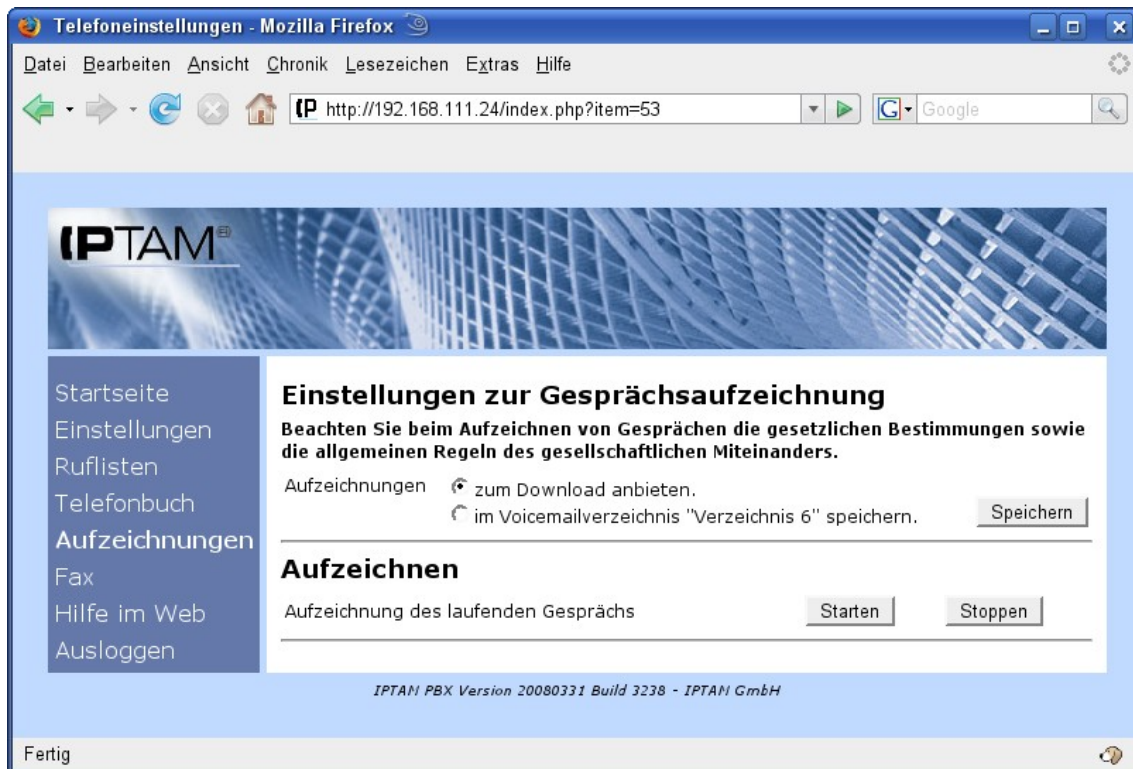 Telefoneinstellungen - Mozilla Firefox
Datei Bearbeiten Ansicht Chronik Lesezeichen Extras Hilfe
(P http://192.168.111.24/index.php?item=53 G Google
(PTAM®
Startseite
Einstellungen
Ruflisten
Telefonbuch
Aufzeichnungen
Fax
Hilfe im Web
Ausloggen
Einstellungen zur Gesprächsaufzeichnung
Beachten Sie beim Aufzeichnen von Gesprächen die gesetzlichen Bestimmungen sowie
die allgemeinen Regeln des gesellschaftlichen Miteinanders.
Aufzeichnungen zum Download anbieten.
im Voicemailverzeichnis "Verzeichnis 6" speichern. Speichern
Aufzeichnen
Aufzeichnung des laufenden Gesprächs Starten Stoppen
IPTAM PBX Version 20080331 Build 3238 - IPTAM GmbH
Fertig